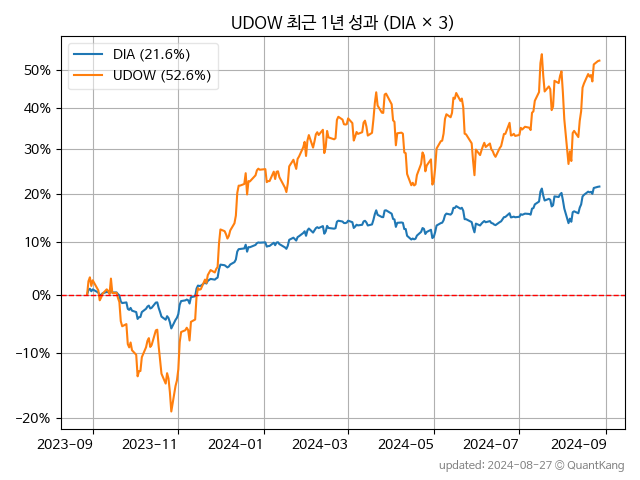 UDOW 최근 1년 성과 (DIA × 3)
DIA (21.6%)
UDOW (52.6%)
50%
40%
30%
20%
10%
0%
−10%
−20%
2023-09 2023-11 2024-01 2024-03 2024-05 2024-07 2024-09
updated: 2024-08-27 © QuantKang